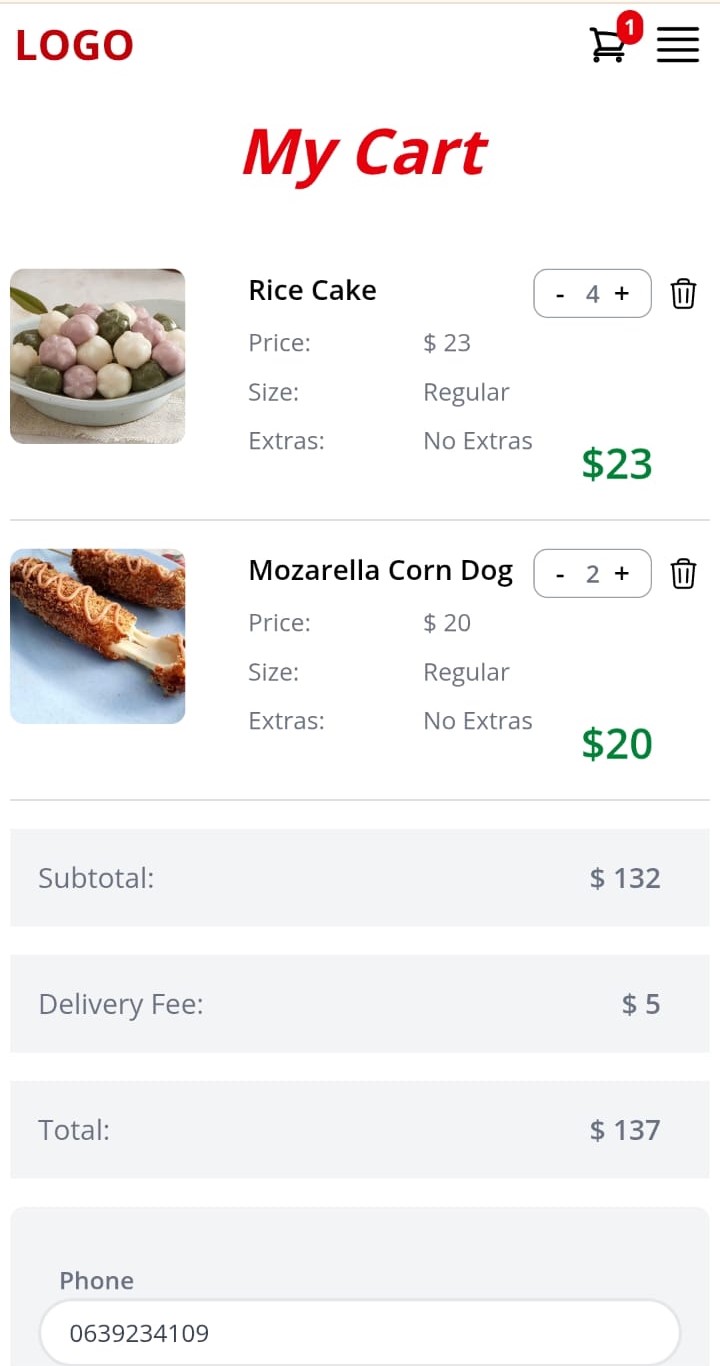 LOGO
1
My Cart
Rice Cake
- 4 +
Price: $ 23
Size: Regular
Extras: No Extras
$23
Mozarella Corn Dog
- 2 +
Price: $ 20
Size: Regular
Extras: No Extras
$20
Subtotal: $ 132
Delivery Fee: $ 5
Total: $ 137
Phone
0639234109